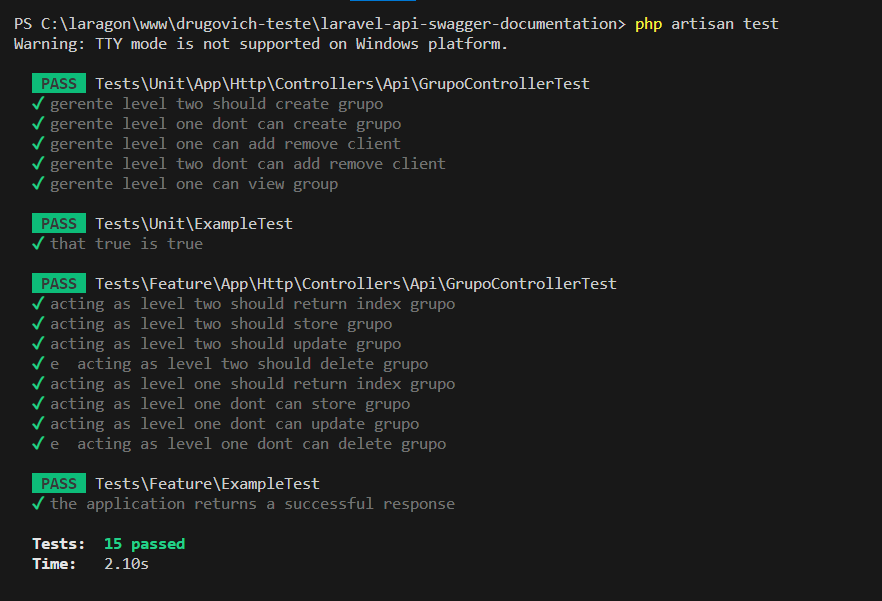 PS C:\laragon\www\drugovich-teste\laravel-api-swagger-documentation> php artisan test
Warning: TTY mode is not supported on Windows platform.
PASS Tests\Unit\App\Http\Controllers\Api\GrupoControllerTest
✓ gerente level two should create grupo
✓ gerente level one dont can create grupo
✓ gerente level one can add remove client
✓ gerente level two dont can add remove client
✓ gerente level one can view group
PASS Tests\Unit\ExampleTest
✓ that true is true
PASS Tests\Feature\App\Http\Controllers\Api\GrupoControllerTest
✓ acting as level two should return index grupo
✓ acting as level two should store grupo
✓ acting as level two should update grupo
✓ e  acting as level two should delete grupo
✓ acting as level one should return index grupo
✓ acting as level one dont can store grupo
✓ acting as level one dont can update grupo
✓ e  acting as level one dont can delete grupo
PASS Tests\Feature\ExampleTest
✓ the application returns a successful response
Tests:  15 passed
Time:   2.10s